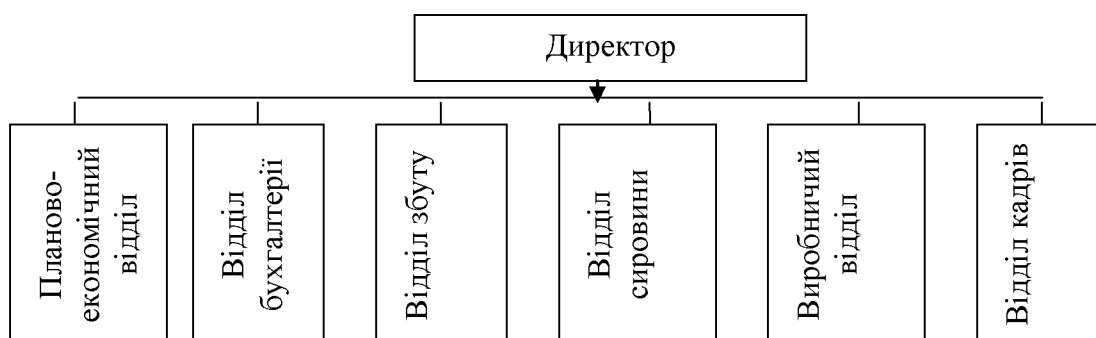 Директор
Планово-
економічний
відділ
Відділ
бухгалтерії
Відділ збуту
Відділ
сировини
Виробничий
відділ
Відділ кадрів